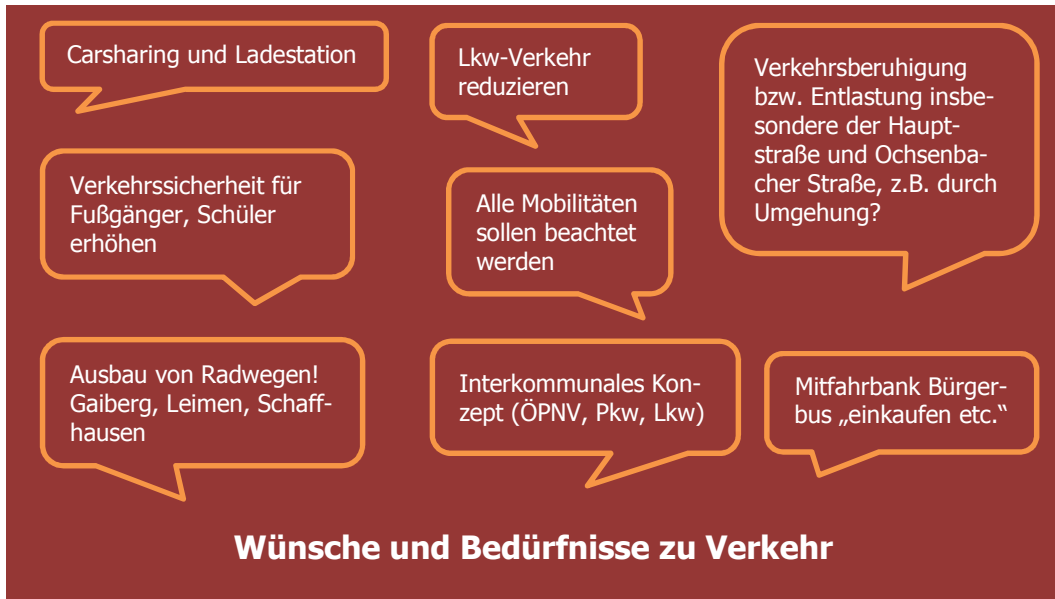 Carsharing und Ladestation
Lkw-Verkehr
reduzieren
Verkehrsberuhigung
bzw. Entlastung insbe-
sondere der Haupt-
straße und Ochsenba-
cher Straße, z.B. durch
Umgehung?
Verkehrssicherheit für
Fußgänger, Schüler
erhöhen
Alle Mobilitäten
sollen beachtet
werden
Ausbau von Radwegen!
Gaiberg, Leimen, Schaff-
hausen
Interkommunales Kon-
zept (ÖPNV, Pkw, Lkw)
Mitfahrbank Bürger-
bus „einkaufen etc.“
Wünsche und Bedürfnisse zu Verkehr